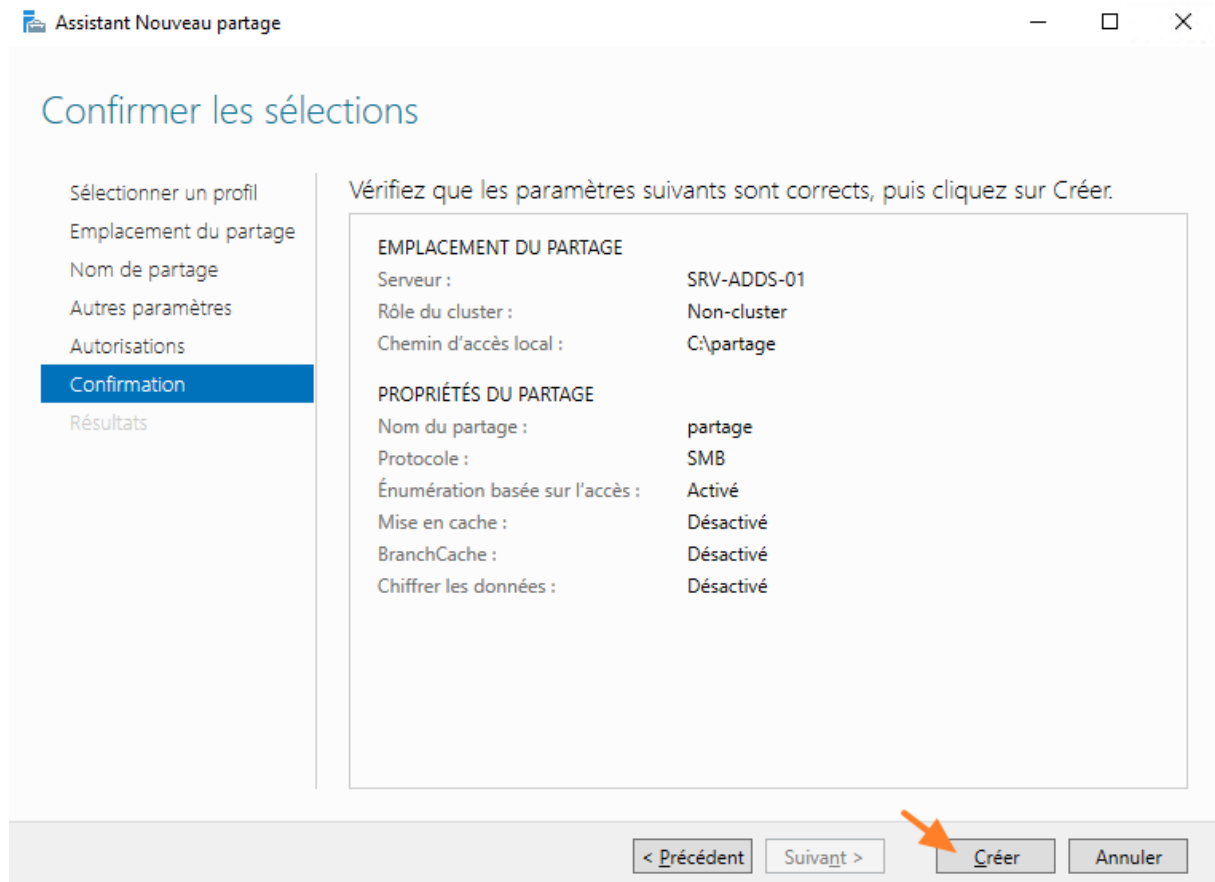 Assistant Nouveau partage
Confirmer les sélections
Sélectionner un profil
Emplacement du partage
Nom de partage
Autres paramètres
Autorisations
Confirmation
Résultats
Vérifiez que les paramètres suivants sont corrects, puis cliquez sur Créer.
EMPLACEMENT DU PARTAGE
Serveur : SRV-ADDS-01
Rôle du cluster : Non-cluster
Chemin d'accès local : C:\partage
PROPRIÉTÉS DU PARTAGE
Nom du partage : partage
Protocole : SMB
Énumération basée sur l'accès : Activé
Mise en cache : Désactivé
BranchCache : Désactivé
Chiffrer les données : Désactivé
< Précédent Suivant > Créer Annuler